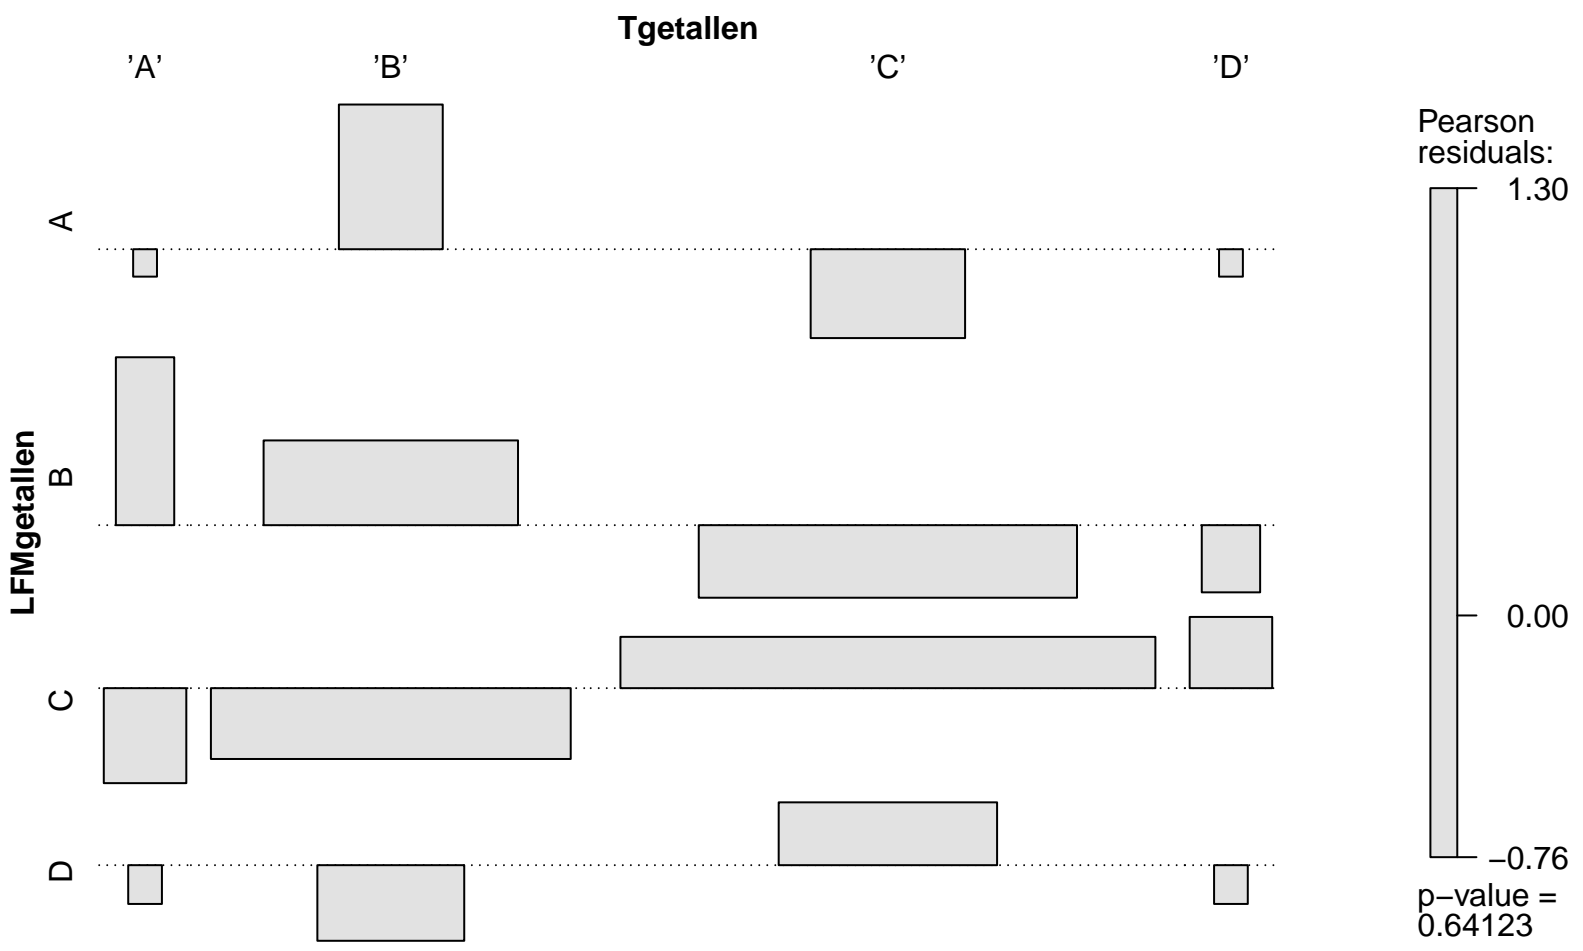 Tgetallen
’A’ ’B’ ’C’ ’D’
LFMgetallen
A
B
C
D
Pearson
residuals:
1.30
0.00
−0.76
p−value =
0.64123